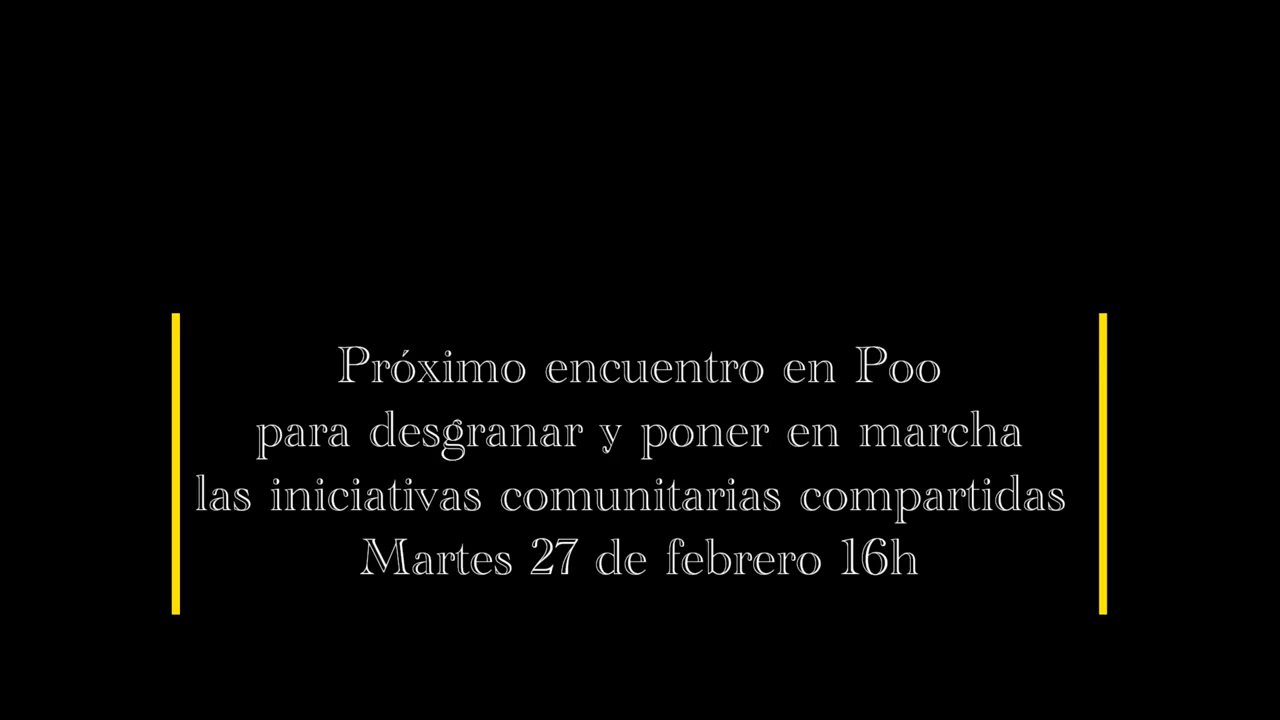 Próximo encuentro en Poo
para desgranar y poner en marcha
las iniciativas comunitarias compartidas
Martes 27 de febrero 16h